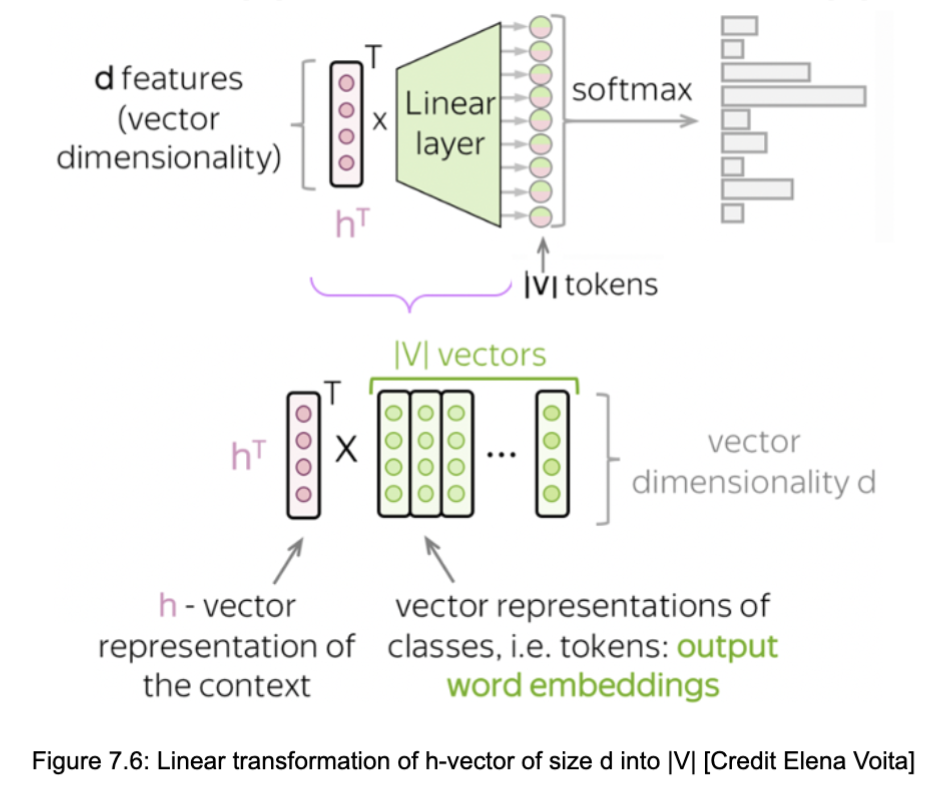 d features
(vector
dimensionality)
T
x
Linear
layer
softmax
hᵀ
|V| tokens
|V| vectors
T
hᵀ
X
...
vector
dimensionality d
h - vector
representation of
the context
vector representations of
classes, i.e. tokens: output
word embeddings
Figure 7.6: Linear transformation of h-vector of size d into |V| [Credit Elena Voita]